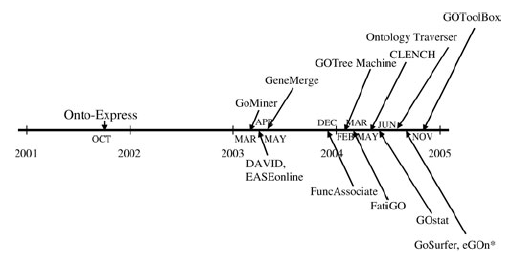 GOToolBox
Ontology Traverser
CLENCH
GOTree Machine
GeneMerge
GoMiner
Onto-Express
APR
DEC
MAR
JUN
OCT
MAR
MAY
FEB
MAY
NOV
2001
2002
2003
2004
2005
DAVID,
EASEonline
FuncAssociate
FatiGO
GOstat
GoSurfer, eGOn*